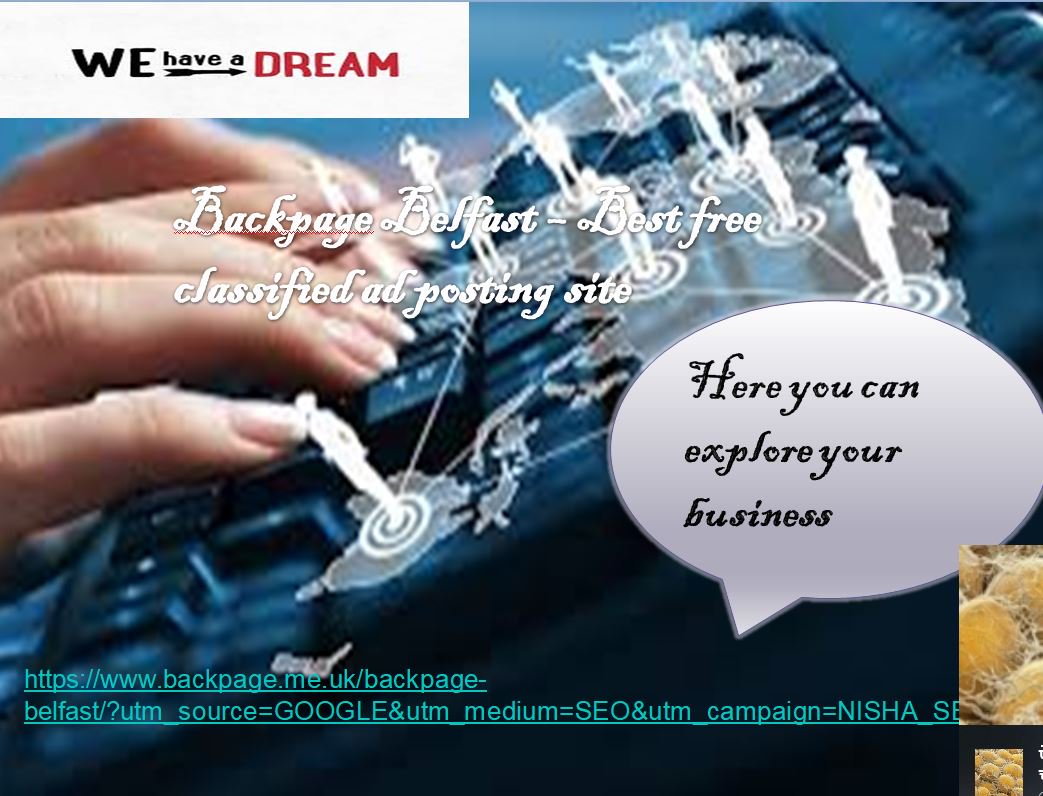 WE have a DREAM
Backpage Belfast – Best free
classified ad posting site
Here you can
explore your
business
https://www.backpage.me.uk/backpage-
belfast/?utm_source=GOOGLE&utm_medium=SEO&utm_campaign=NISHA_SE